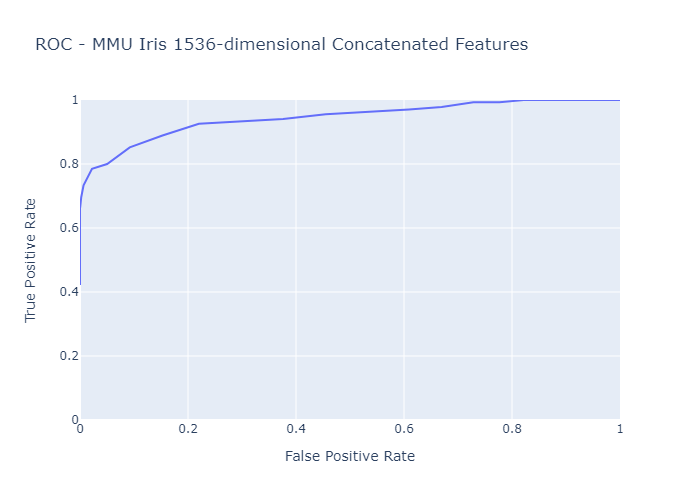 ROC - MMU Iris 1536-dimensional Concatenated Features
1
0.8
0.6
0.4
0.2
0
True Positive Rate
0 0.2 0.4 0.6 0.8 1
False Positive Rate